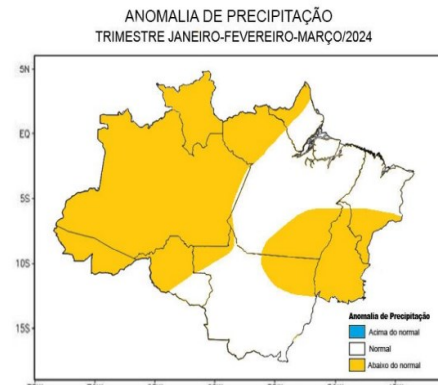 ANOMALIA DE PRECIPITAÇÃO
TRIMESTRE JANEIRO-FEVEREIRO-MARÇO/2024
5N
EQ
5S
10S
15S
Anomalia de Precipitação
Acima do normal
Normal
Abaixo do normal